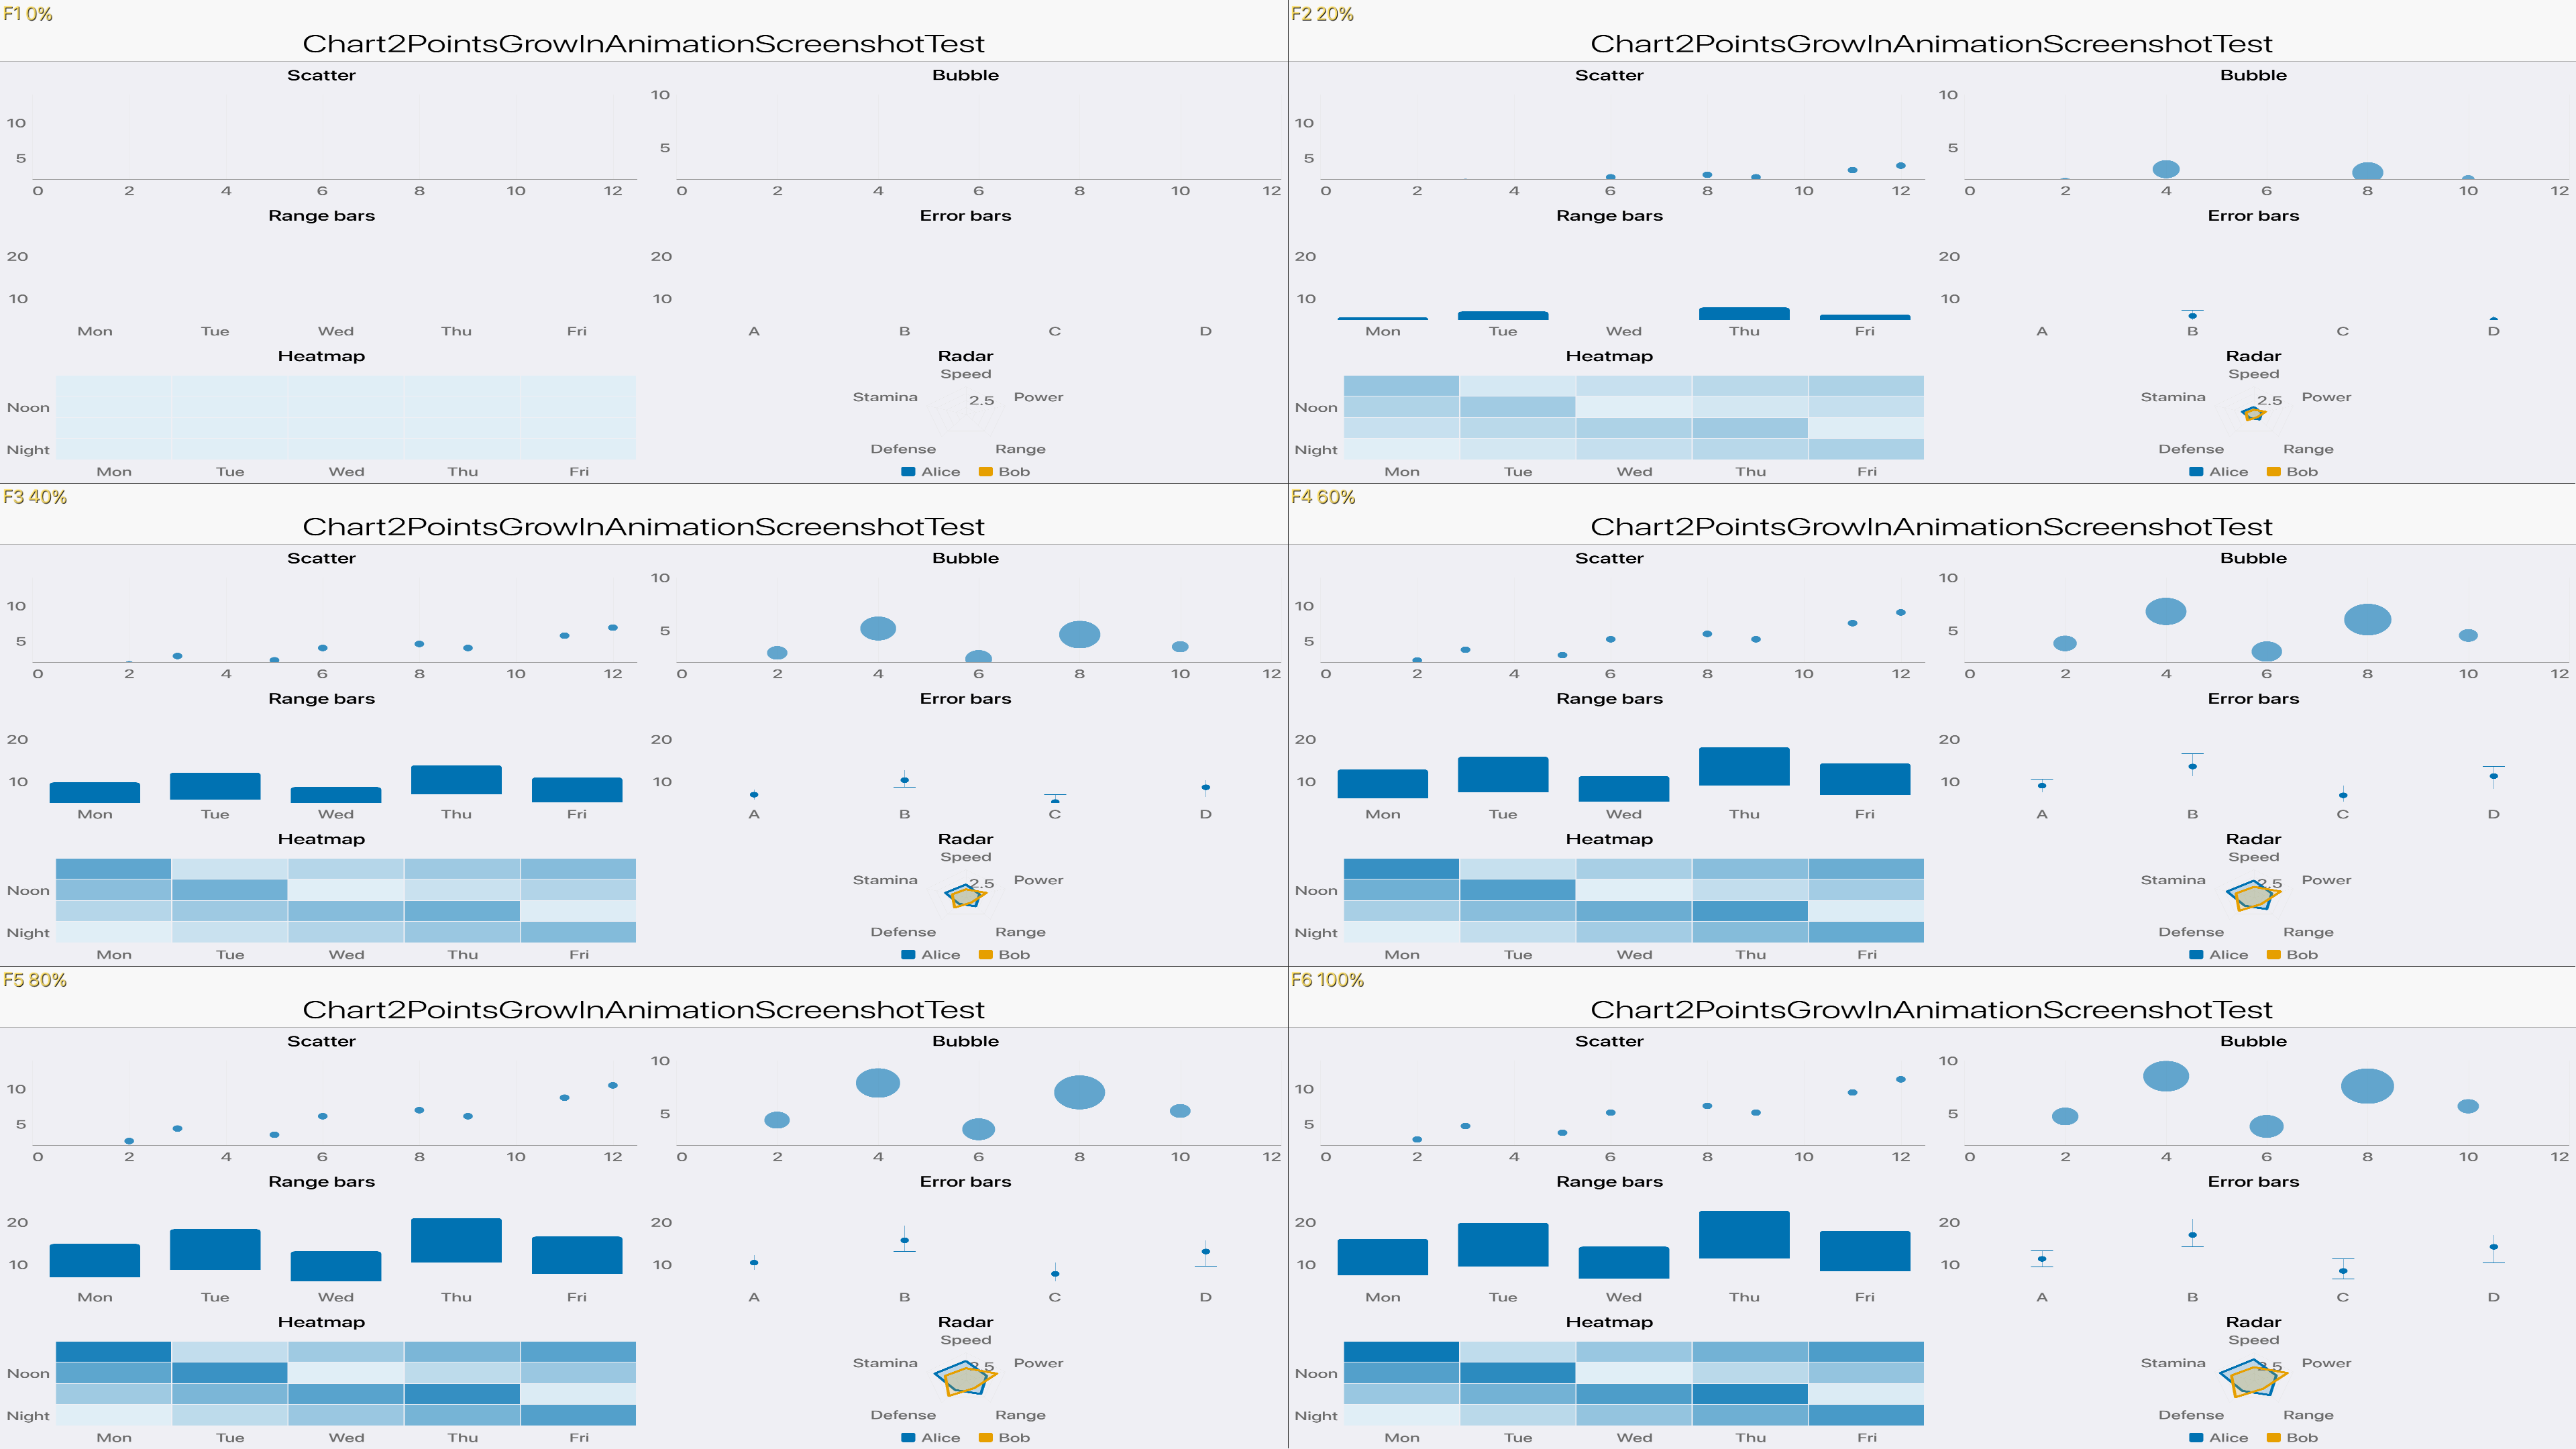 F1 0%
Chart2PointsGrowInAnimationScreenshotTest
Scatter
10
5
0 2 4 6 8 10 12
Bubble
10
5
0 2 4 6 8 10 12
Range bars
20
10
Mon Tue Wed Thu Fri
Error bars
20
10
A B C D
Heatmap
Noon
Night
Mon Tue Wed Thu Fri
Radar
Speed
Stamina 2.5 Power
Defense Range
Alice Bob
F2 20%
Chart2PointsGrowInAnimationScreenshotTest
Scatter
10
5
0 2 4 6 8 10 12
Bubble
10
5
0 2 4 6 8 10 12
Range bars
20
10
Mon Tue Wed Thu Fri
Error bars
20
10
A B C D
Heatmap
Noon
Night
Mon Tue Wed Thu Fri
Radar
Speed
Stamina 2.5 Power
Defense Range
Alice Bob
F3 40%
Chart2PointsGrowInAnimationScreenshotTest
Scatter
10
5
0 2 4 6 8 10 12
Bubble
10
5
0 2 4 6 8 10 12
Range bars
20
10
Mon Tue Wed Thu Fri
Error bars
20
10
A B C D
Heatmap
Noon
Night
Mon Tue Wed Thu Fri
Radar
Speed
Stamina 2.5 Power
Defense Range
Alice Bob
F4 60%
Chart2PointsGrowInAnimationScreenshotTest
Scatter
10
5
0 2 4 6 8 10 12
Bubble
10
5
0 2 4 6 8 10 12
Range bars
20
10
Mon Tue Wed Thu Fri
Error bars
20
10
A B C D
Heatmap
Noon
Night
Mon Tue Wed Thu Fri
Radar
Speed
Stamina 2.5 Power
Defense Range
Alice Bob
F5 80%
Chart2PointsGrowInAnimationScreenshotTest
Scatter
10
5
0 2 4 6 8 10 12
Bubble
10
5
0 2 4 6 8 10 12
Range bars
20
10
Mon Tue Wed Thu Fri
Error bars
20
10
A B C D
Heatmap
Noon
Night
Mon Tue Wed Thu Fri
Radar
Speed
Stamina 2.5 Power
Defense Range
Alice Bob
F6 100%
Chart2PointsGrowInAnimationScreenshotTest
Scatter
10
5
0 2 4 6 8 10 12
Bubble
10
5
0 2 4 6 8 10 12
Range bars
20
10
Mon Tue Wed Thu Fri
Error bars
20
10
A B C D
Heatmap
Noon
Night
Mon Tue Wed Thu Fri
Radar
Speed
Stamina 2.5 Power
Defense Range
Alice Bob